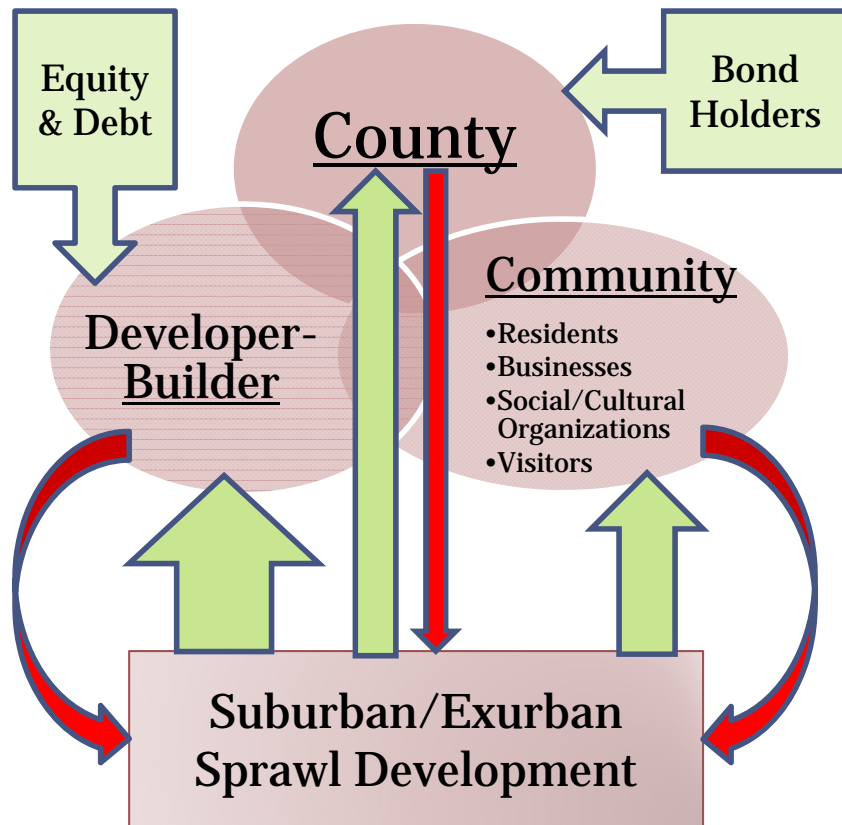 Equity
& Debt
Bond
Holders
County
Developer-
Builder
Community
•Residents
•Businesses
•Social/Cultural
Organizations
•Visitors
Suburban/Exurban
Sprawl Development